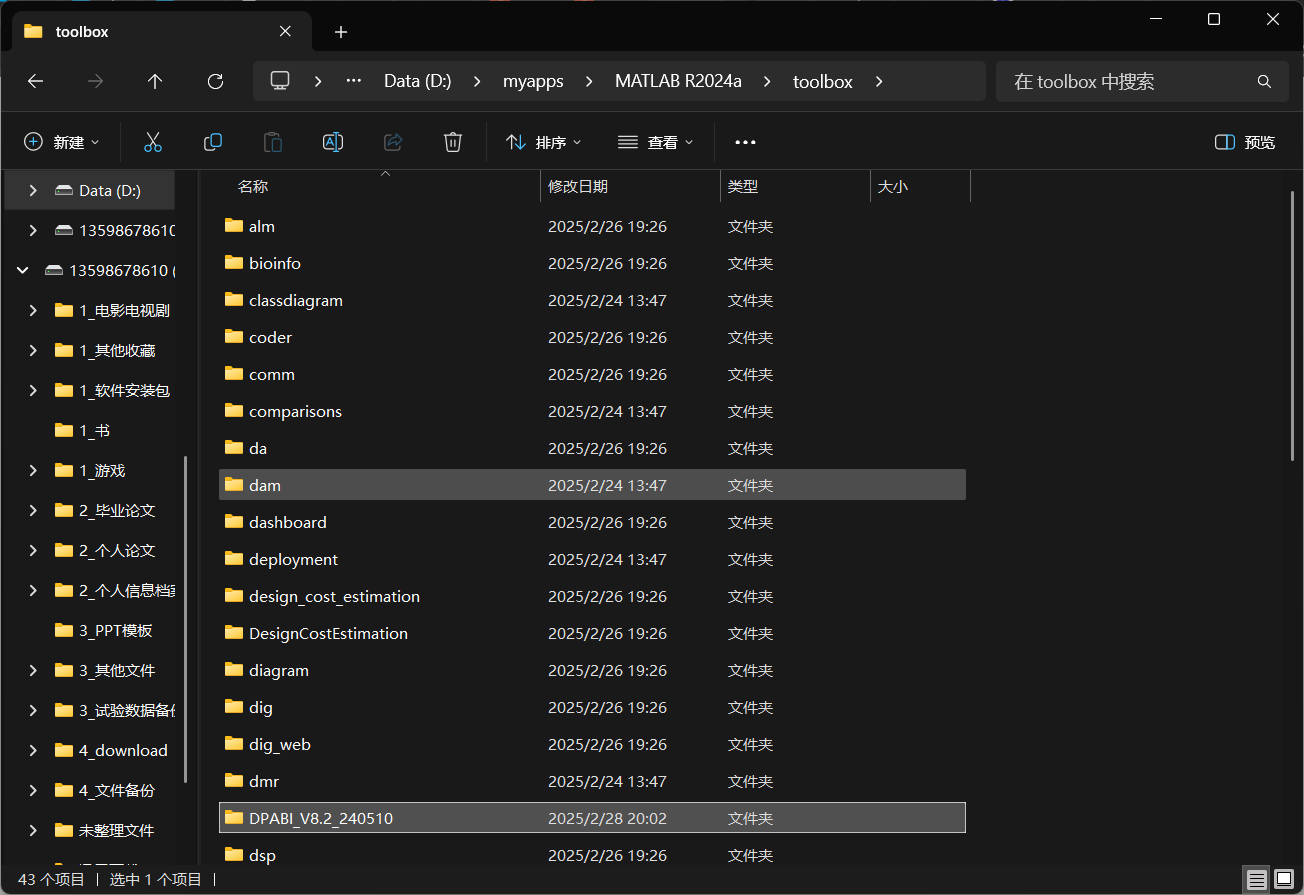 toolbox
Data (D:) myapps MATLAB R2024a toolbox 在 toolbox 中搜索
新建 排序 查看 预览
名称 修改日期 类型 大小
Data (D:)
13598678610
13598678610 (
1_电影电视剧
1_其他收藏
1_软件安装包
1_书
1_游戏
2_毕业论文
2_个人论文
2_个人信息档案
3_PPT模板
3_其他文件
3_试验数据备份
4_download
4_文件备份
未整理文件
alm 2025/2/26 19:26 文件夹
bioinfo 2025/2/26 19:26 文件夹
classdiagram 2025/2/24 13:47 文件夹
coder 2025/2/26 19:26 文件夹
comm 2025/2/26 19:26 文件夹
comparisons 2025/2/24 13:47 文件夹
da 2025/2/26 19:26 文件夹
dam 2025/2/24 13:47 文件夹
dashboard 2025/2/26 19:26 文件夹
deployment 2025/2/24 13:47 文件夹
design_cost_estimation 2025/2/26 19:26 文件夹
DesignCostEstimation 2025/2/26 19:26 文件夹
diagram 2025/2/26 19:26 文件夹
dig 2025/2/26 19:26 文件夹
dig_web 2025/2/26 19:26 文件夹
dmr 2025/2/24 13:47 文件夹
DPABI_V8.2_240510 2025/2/28 20:02 文件夹
dsp 2025/2/26 19:26 文件夹
43 个项目 | 选中 1 个项目 |